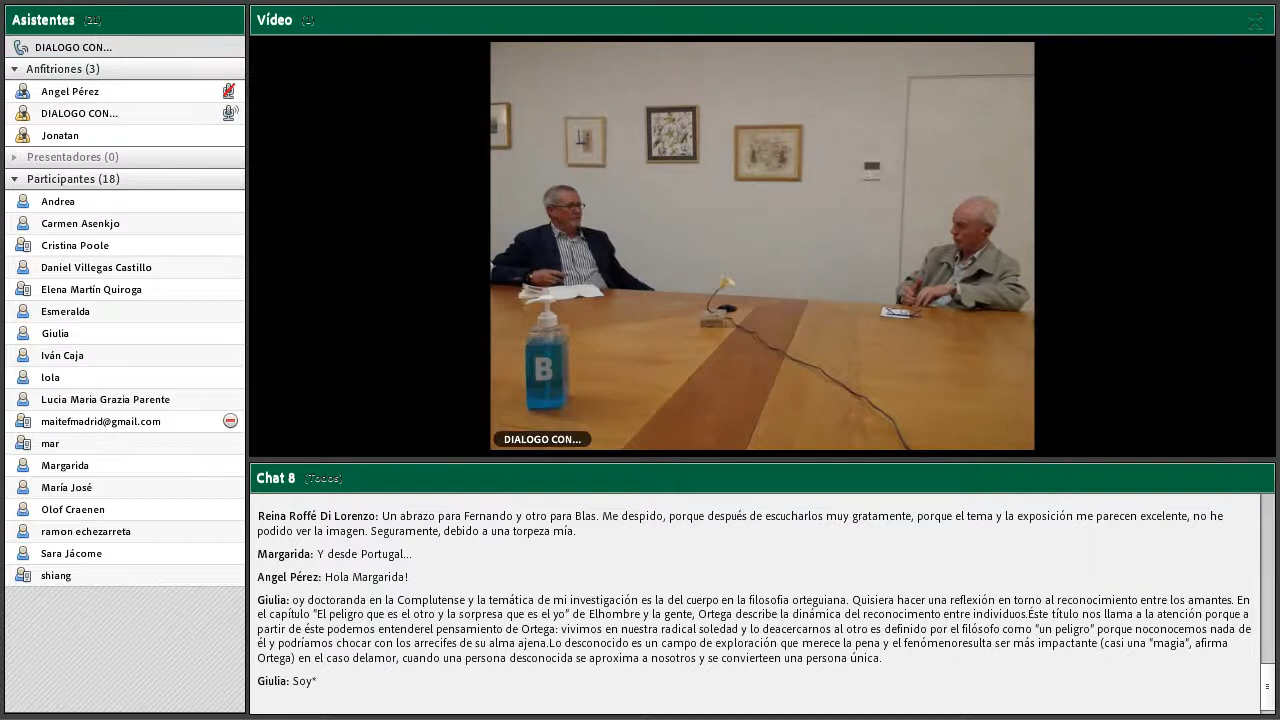 Asistentes (21)
DIALOGO CON...
Anfitriones (3)
Angel Pérez
DIALOGO CON...
Jonatan
Presentadores (0)
Participantes (18)
Andrea
Carmen Asenkjo
Cristina Poole
Daniel Villegas Castillo
Elena Martín Quiroga
Esmeralda
Giulia
Iván Caja
lola
Lucia Maria Grazia Parente
maitefmadrid@gmail.com
mar
Margarida
María José
Olof Craenen
ramon echezarreta
Sara Jácome
shiang
Vídeo (1)
B
DIALOGO CON...
Chat 8 (Todos)
Reina Roffé Di Lorenzo: Un abrazo para Fernando y otro para Blas. Me despido, porque después de escucharlos muy gratamente, porque el tema y la exposición me parecen excelente, no he
podido ver la imagen. Seguramente, debido a una torpeza mía.
Margarida: Y desde Portugal...
Angel Pérez: Hola Margarida!
Giulia: oy doctoranda en la Complutense y la temática de mi investigación es la del cuerpo en la filosofia orteguiana. Quisiera hacer una reflexión en torno al reconocimiento entre los amantes. En
el capítulo "El peligro que es el otro y la sorpresa que es el yo" de Elhombre y la gente, Ortega describe la dinámica del reconocimento entre individuos.Éste título nos llama a la atención porque a
partir de éste podemos entenderel pensamiento de Ortega: vivimos en nuestra radical soledad y lo deacercarnos al otro es definido por el filósofo como "un peligro" porque noconocemos nada de
él y podríamos chocar con los arrecifes de su alma ajena.Lo desconocido es un campo de exploración que merece la pena y el fenómenoresulta ser más impactante (casi una "magia", afirma
Ortega) en el caso delamor, cuando una persona desconocida se aproxima a nosotros y se convierteen una persona única.
Giulia: Soy*